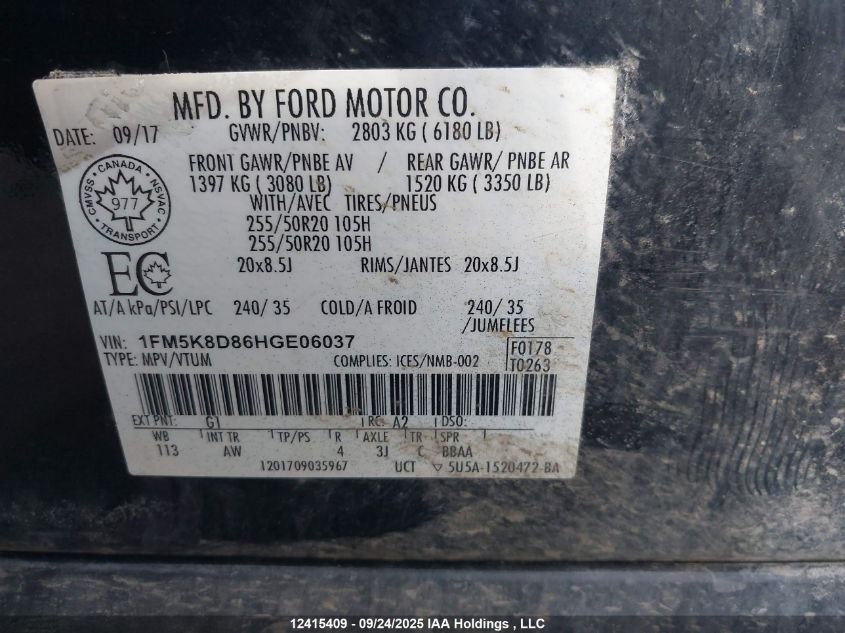 MFD. BY FORD MOTOR CO.
DATE: 09/17 GVWR/PNBV: 2803 KG ( 6180 LB)
FRONT GAWR/PNBE AV / REAR GAWR/ PNBE AR
1397 KG ( 3080 LB) 1520 KG ( 3350 LB)
WITH/AVEC TIRES/PNEUS
255/50R20 105H
255/50R20 105H
CANADA
CMVSS 977 NSVAC
TRANSPORT
EC
20x8.5J RIMS/JANTES 20x8.5J
AT/A kPa/PSI/LPC 240/ 35 COLD/A FROID 240/ 35
/JUMELEES
VIN: 1FM5K8D86HGE06037
TYPE: MPV/VTUM COMPLIES: ICES/NMB-002
F0178
T0263
EXT PNT: G1 RC: A2 DSO:
WB INT TR TP/PS R AXLE TR SPR
113 AW 4 3J C BBAA
1201709035967 UCT ▽ 5U5A-1520472-BA
12415409 - 09/24/2025 IAA Holdings , LLC